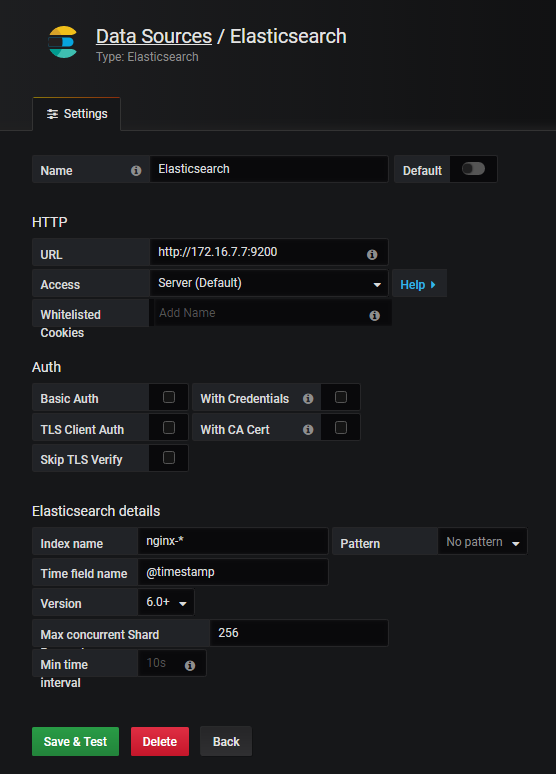 Data Sources / Elasticsearch
Type: Elasticsearch
Settings
Name Elasticsearch Default
HTTP
URL http://172.16.7.7:9200
Access Server (Default) Help
Whitelisted Cookies Add Name
Auth
Basic Auth With Credentials
TLS Client Auth With CA Cert
Skip TLS Verify
Elasticsearch details
Index name nginx-* Pattern No pattern
Time field name @timestamp
Version 6.0+
Max concurrent Shard 256
Min time interval 10s
Save & Test Delete Back